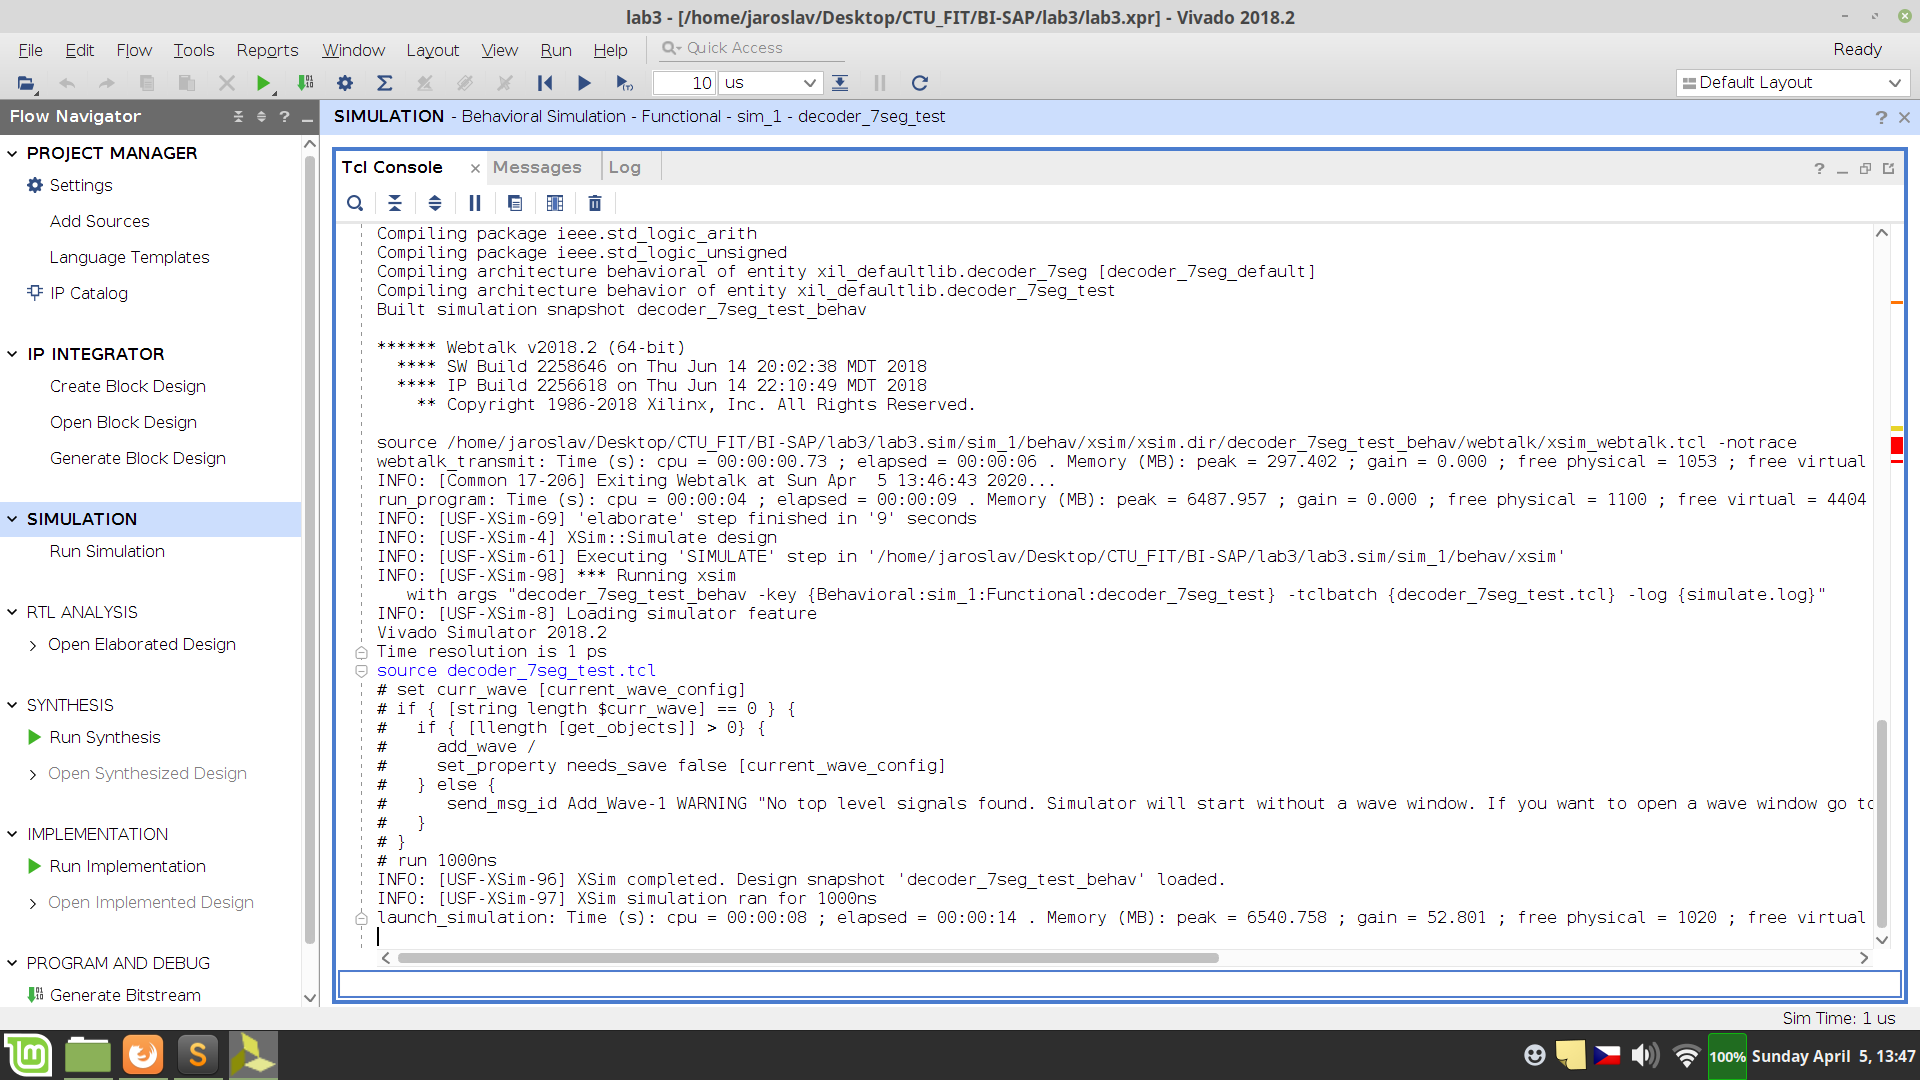 lab3 - [/home/jaroslav/Desktop/CTU_FIT/BI-SAP/lab3/lab3.xpr] - Vivado 2018.2
File Edit Flow Tools Reports Window Layout View Run Help Quick Access Ready
10 us Default Layout
Flow Navigator
SIMULATION - Behavioral Simulation - Functional - sim_1 - decoder_7seg_test
PROJECT MANAGER
Settings
Add Sources
Language Templates
IP Catalog
IP INTEGRATOR
Create Block Design
Open Block Design
Generate Block Design
SIMULATION
Run Simulation
RTL ANALYSIS
Open Elaborated Design
SYNTHESIS
Run Synthesis
Open Synthesized Design
IMPLEMENTATION
Run Implementation
Open Implemented Design
PROGRAM AND DEBUG
Generate Bitstream
Tcl Console Messages Log
Compiling package ieee.std_logic_arith
Compiling package ieee.std_logic_unsigned
Compiling architecture behavioral of entity xil_defaultlib.decoder_7seg [decoder_7seg_default]
Compiling architecture behavior of entity xil_defaultlib.decoder_7seg_test
Built simulation snapshot decoder_7seg_test_behav
****** Webtalk v2018.2 (64-bit)
**** SW Build 2258646 on Thu Jun 14 20:02:38 MDT 2018
**** IP Build 2256618 on Thu Jun 14 22:10:49 MDT 2018
** Copyright 1986-2018 Xilinx, Inc. All Rights Reserved.
source /home/jaroslav/Desktop/CTU_FIT/BI-SAP/lab3/lab3.sim/sim_1/behav/xsim/xsim.dir/decoder_7seg_test_behav/webtalk/xsim_webtalk.tcl -notrace
webtalk_transmit: Time (s): cpu = 00:00:00.73 ; elapsed = 00:00:06 . Memory (MB): peak = 297.402 ; gain = 0.000 ; free physical = 1053 ; free virtual
INFO: [Common 17-206] Exiting Webtalk at Sun Apr  5 13:46:43 2020...
run_program: Time (s): cpu = 00:00:04 ; elapsed = 00:00:09 . Memory (MB): peak = 6487.957 ; gain = 0.000 ; free physical = 1100 ; free virtual = 4404
INFO: [USF-XSim-69] 'elaborate' step finished in '9' seconds
INFO: [USF-XSim-4] XSim::Simulate design
INFO: [USF-XSim-61] Executing 'SIMULATE' step in '/home/jaroslav/Desktop/CTU_FIT/BI-SAP/lab3/lab3.sim/sim_1/behav/xsim'
INFO: [USF-XSim-98] *** Running xsim
with args "decoder_7seg_test_behav -key {Behavioral:sim_1:Functional:decoder_7seg_test} -tclbatch {decoder_7seg_test.tcl} -log {simulate.log}"
INFO: [USF-XSim-8] Loading simulator feature
Vivado Simulator 2018.2
Time resolution is 1 ps
source decoder_7seg_test.tcl
# set curr_wave [current_wave_config]
# if { [string length $curr_wave] == 0 } {
#   if { [llength [get_objects]] > 0} {
#     add_wave /
#     set_property needs_save false [current_wave_config]
#   } else {
#      send_msg_id Add_Wave-1 WARNING "No top level signals found. Simulator will start without a wave window. If you want to open a wave window go to
#   }
# }
# run 1000ns
INFO: [USF-XSim-96] XSim completed. Design snapshot 'decoder_7seg_test_behav' loaded.
INFO: [USF-XSim-97] XSim simulation ran for 1000ns
launch_simulation: Time (s): cpu = 00:00:08 ; elapsed = 00:00:14 . Memory (MB): peak = 6540.758 ; gain = 52.801 ; free physical = 1020 ; free virtual
Sim Time: 1 us
100% Sunday April  5, 13:47